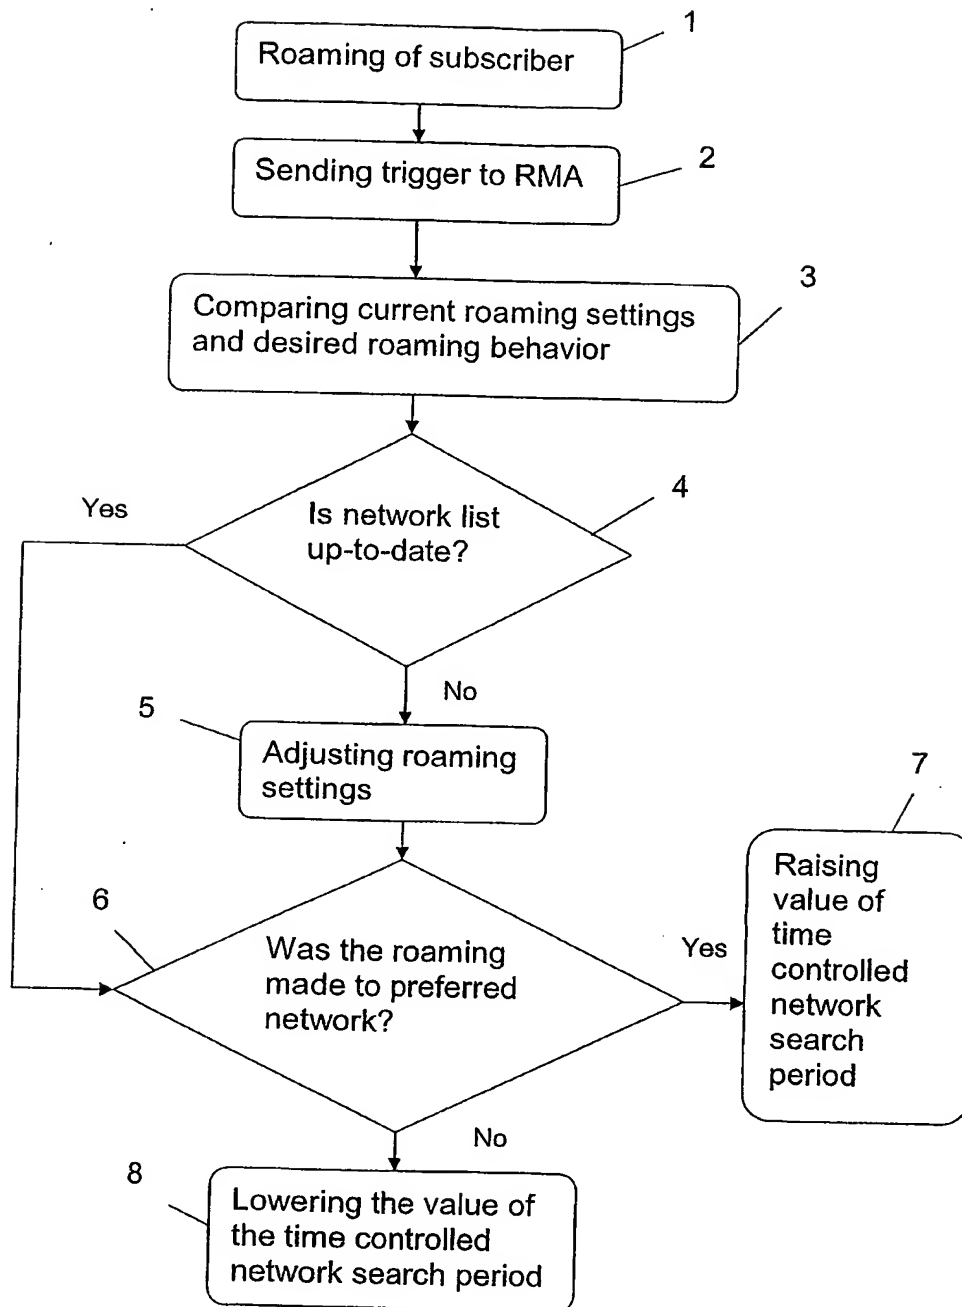 1
Roaming of subscriber
2
Sending trigger to RMA
3
Comparing current roaming settings
and desired roaming behavior
4
Yes
Is network list
up-to-date?
No
5
Adjusting roaming
settings
7
Raising
value of
time
controlled
network
search
period
6
Was the roaming
made to preferred
network?
Yes
No
8
Lowering the value of
the time controlled
network search period